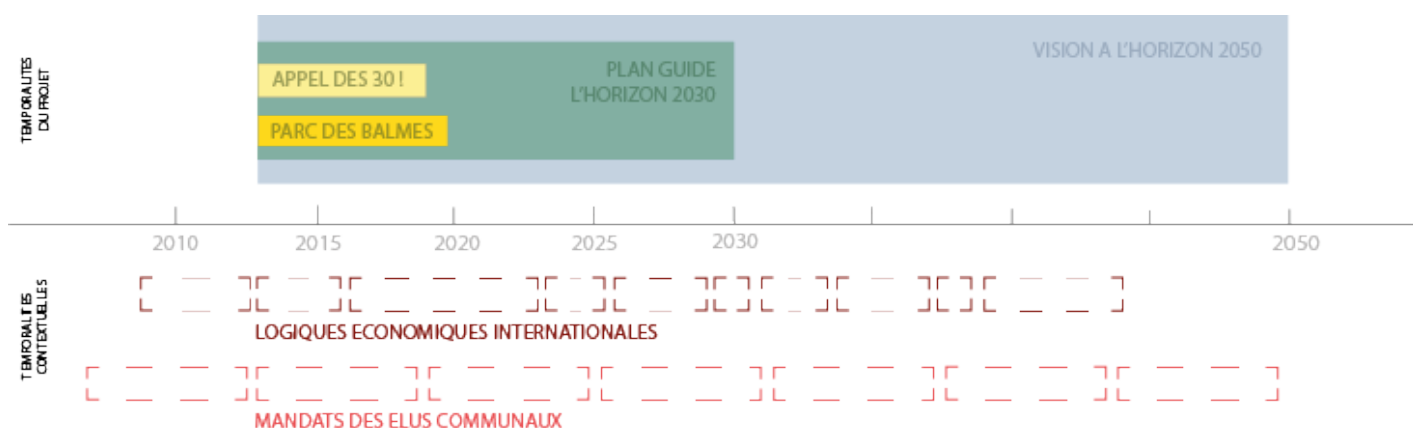 TEMPORALITES
DU PROJET
VISION A L'HORIZON 2050
PLAN GUIDE
L'HORIZON 2030
APPEL DES 30 !
PARC DES BALMES
2010 2015 2020 2025 2030 2050
TEMPORALITES
CONTEXTUELLES
LOGIQUES ECONOMIQUES INTERNATIONALES
MANDATS DES ELUS COMMUNAUX